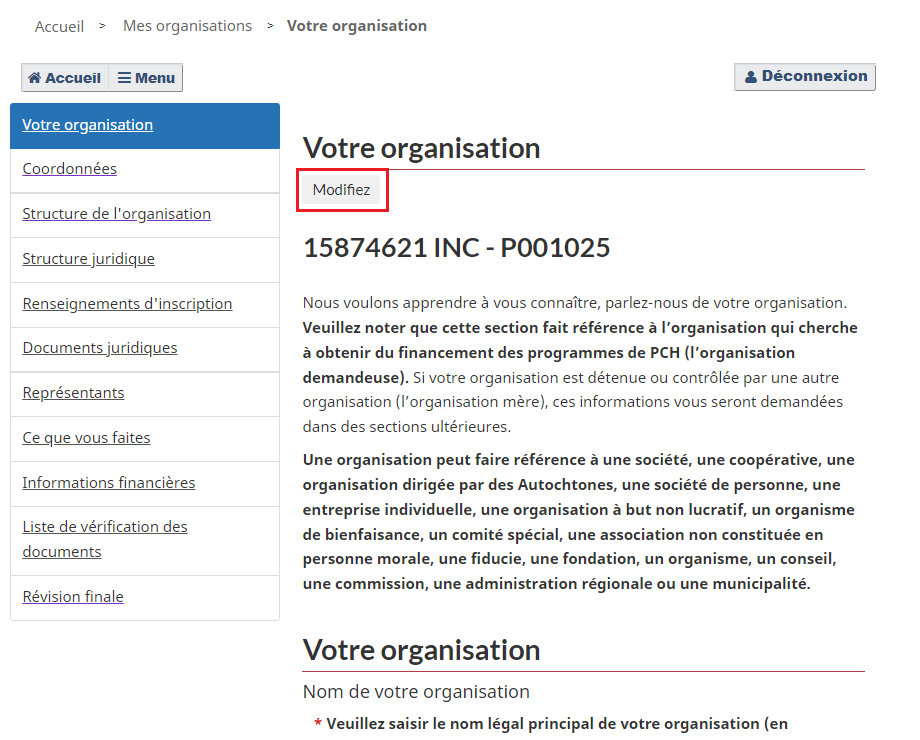 Accueil > Mes organisations > Votre organisation
Accueil Menu
Déconnexion
Votre organisation
Coordonnées
Structure de l'organisation
Structure juridique
Renseignements d'inscription
Documents juridiques
Représentants
Ce que vous faites
Informations financières
Liste de vérification des
documents
Révision finale
Votre organisation
Modifiez
15874621 INC - P001025
Nous voulons apprendre à vous connaître, parlez-nous de votre organisation.
Veuillez noter que cette section fait référence à l’organisation qui cherche
à obtenir du financement des programmes de PCH (l’organisation
demandeuse). Si votre organisation est détenue ou contrôlée par une autre
organisation (l’organisation mère), ces informations vous seront demandées
dans des sections ultérieures.
Une organisation peut faire référence à une société, une coopérative, une
organisation dirigée par des Autochtones, une société de personne, une
entreprise individuelle, une organisation à but non lucratif, un organisme
de bienfaisance, un comité spécial, une association non constituée en
personne morale, une fiducie, une fondation, un organisme, un conseil,
une commission, une administration régionale ou une municipalité.
Votre organisation
Nom de votre organisation
* Veuillez saisir le nom légal principal de votre organisation (en